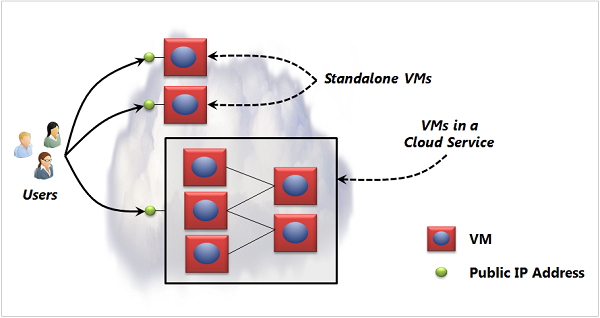 Standalone VMs
VMs in a
Cloud Service
Users
VM
Public IP Address